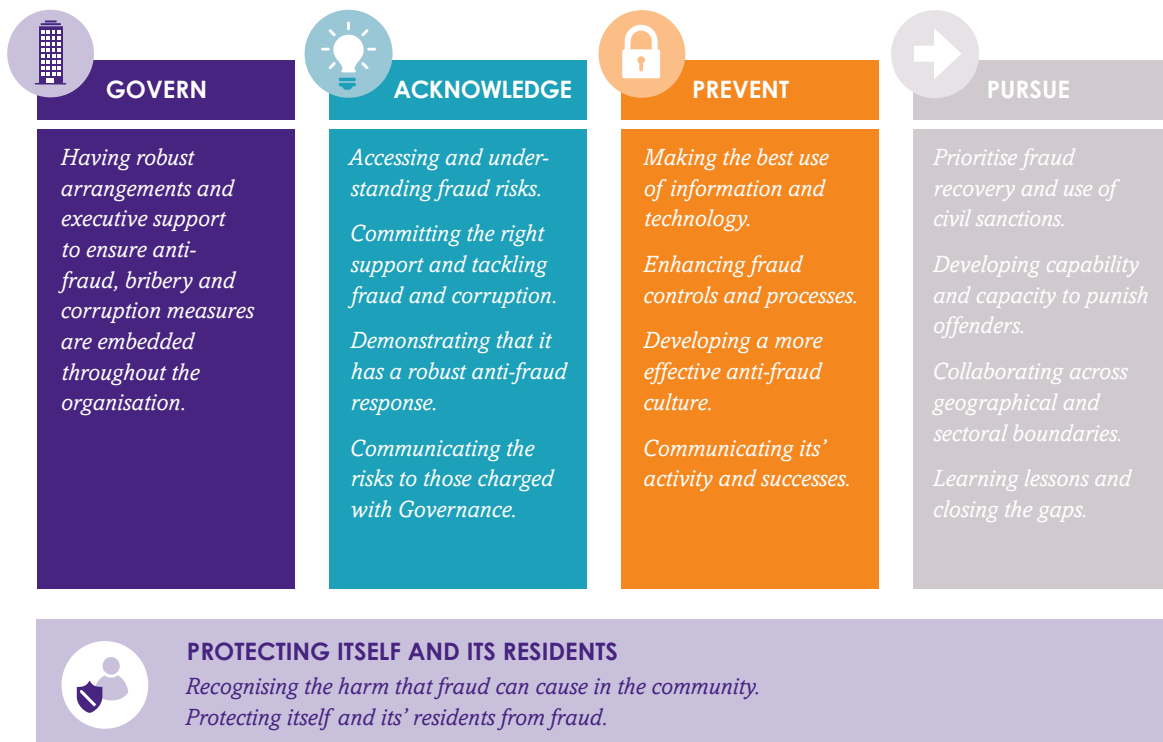 GOVERN
Having robust
arrangements and
executive support
to ensure anti-
fraud, bribery and
corruption measures
are embedded
throughout the
organisation.
ACKNOWLEDGE
Accessing and under-
standing fraud risks.
Committing the right
support and tackling
fraud and corruption.
Demonstrating that it
has a robust anti-fraud
response.
Communicating the
risks to those charged
with Governance.
PREVENT
Making the best use
of information and
technology.
Enhancing fraud
controls and processes.
Developing a more
effective anti-fraud
culture.
Communicating its’
activity and successes.
PURSUE
Prioritise fraud
recovery and use of
civil sanctions.
Developing capability
and capacity to punish
offenders.
Collaborating across
geographical and
sectoral boundaries.
Learning lessons and
closing the gaps.
PROTECTING ITSELF AND ITS RESIDENTS
Recognising the harm that fraud can cause in the community.
Protecting itself and its’ residents from fraud.